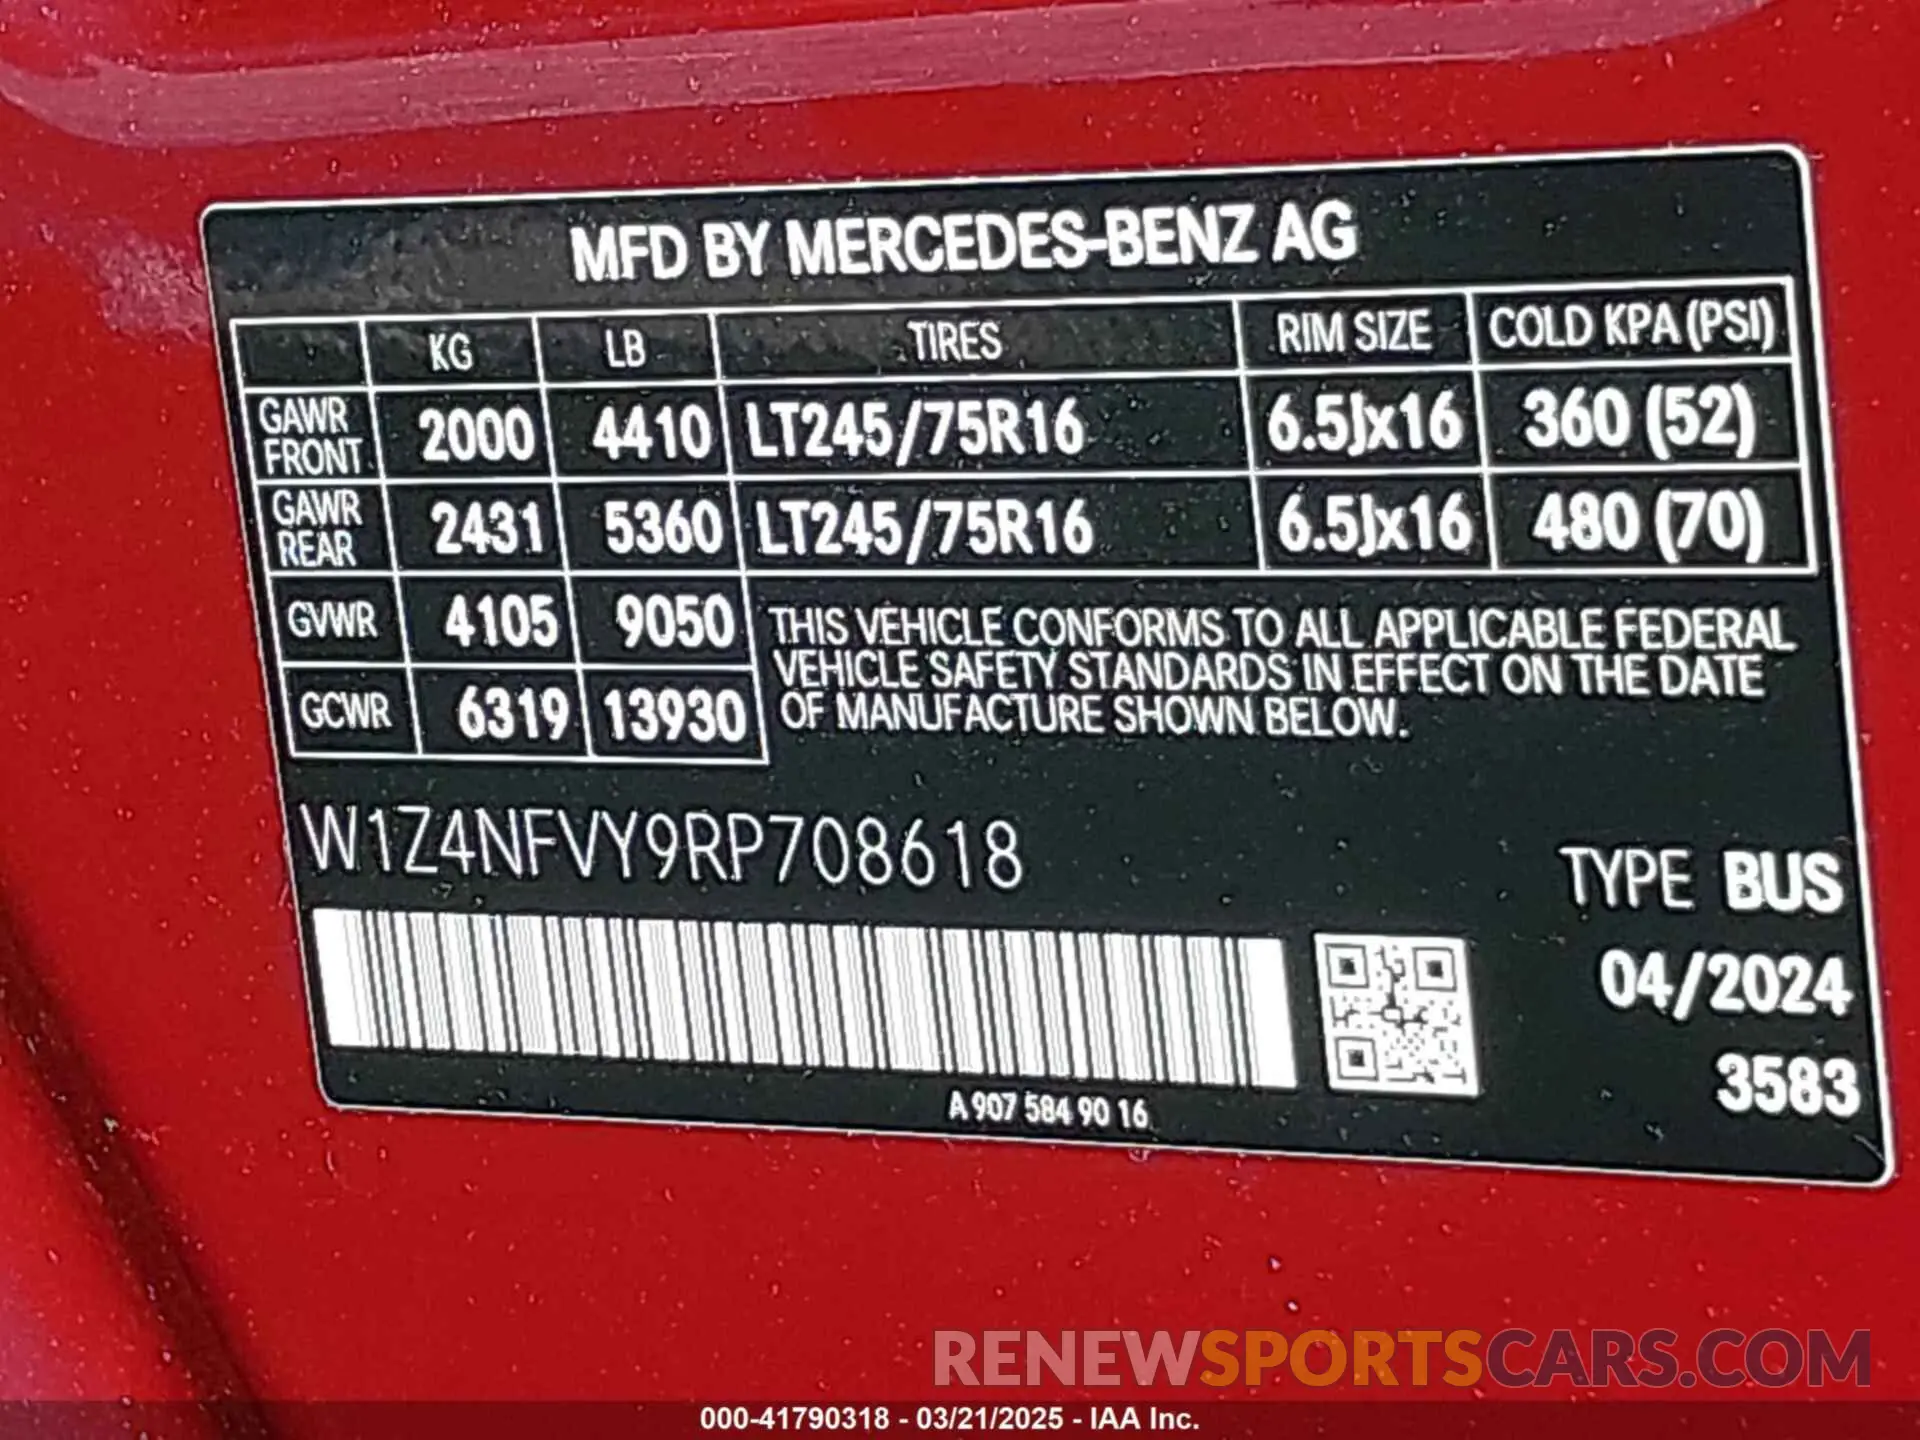 MFD BY MERCEDES-BENZ AG
KG LB TIRES RIM SIZE COLD KPA (PSI)
GAWR FRONT 2000 4410 LT245/75R16 6.5Jx16 360 (52)
GAWR REAR 2431 5360 LT245/75R16 6.5Jx16 480 (70)
GVWR 4105 9050
GCWR 6319 13930
THIS VEHICLE CONFORMS TO ALL APPLICABLE FEDERAL
VEHICLE SAFETY STANDARDS IN EFFECT ON THE DATE
OF MANUFACTURE SHOWN BELOW.
W1Z4NFVY9RP708618
TYPE BUS
04/2024
3583
A 907 584 90 16
RENEWSPORTSCARS.COM
000-41790318 - 03/21/2025 - IAA Inc.